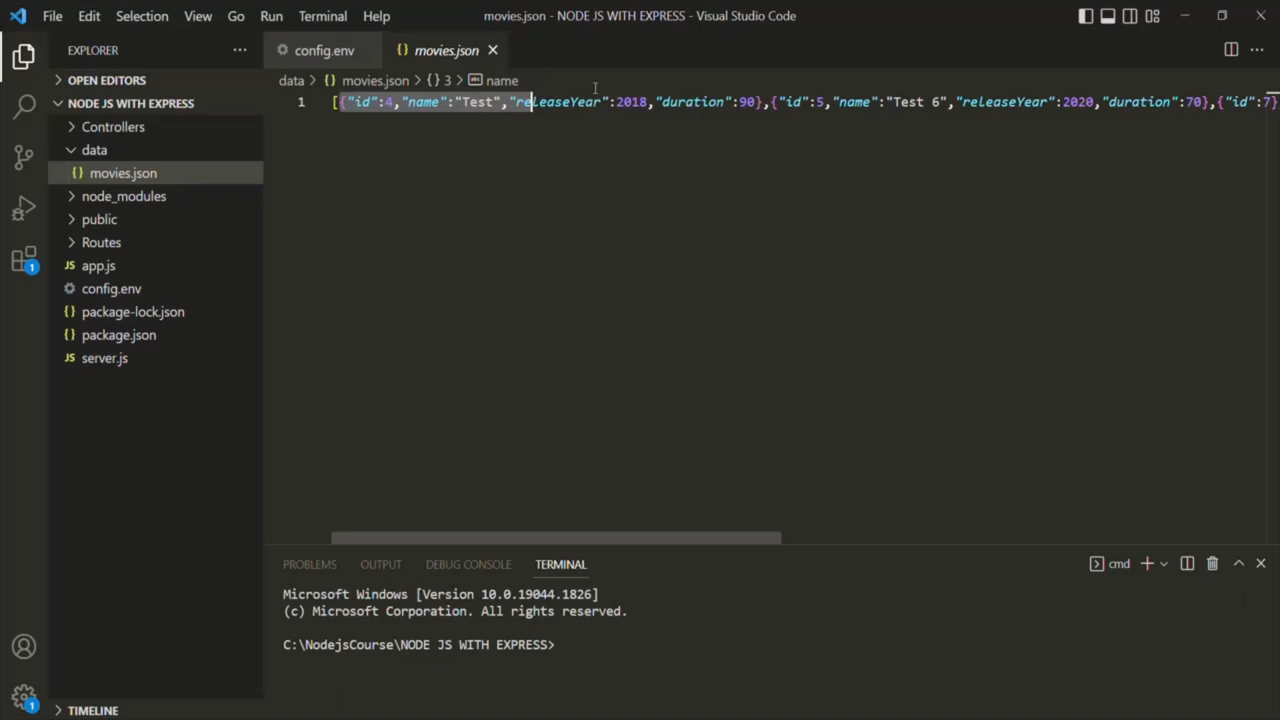 File Edit Selection View Go Run Terminal Help movies.json - NODE JS WITH EXPRESS - Visual Studio Code
EXPLORER ··· config.env {} movies.json
OPEN EDITORS
data > {} movies.json > {} 3 > abc name
NODE JS WITH EXPRESS
1 [{"id":4,"name":"Test","releaseYear":2018,"duration":90},{"id":5,"name":"Test 6","releaseYear":2020,"duration":70},{"id":7}
Controllers
data
{} movies.json
node_modules
public
Routes
JS app.js
config.env
1
{} package-lock.json
{} package.json
JS server.js
PROBLEMS OUTPUT DEBUG CONSOLE TERMINAL cmd
Microsoft Windows [Version 10.0.19044.1826]
(c) Microsoft Corporation. All rights reserved.
C:\NodejsCourse\NODE JS WITH EXPRESS>
1
TIMELINE